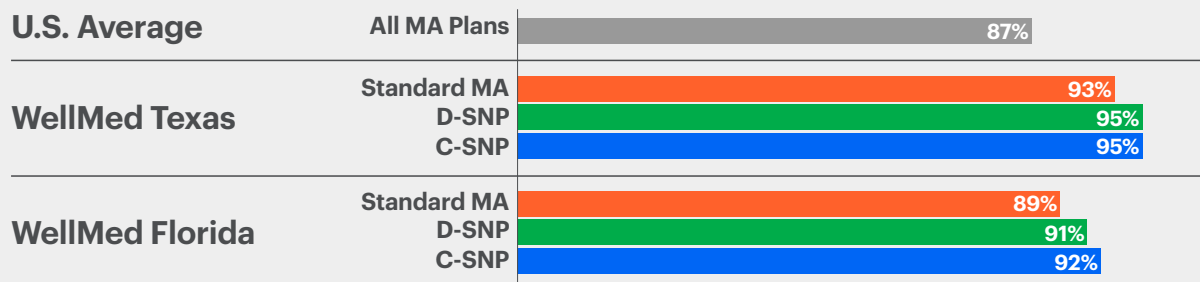 U.S. Average
All MA Plans
87%
WellMed Texas
Standard MA
93%
D-SNP
95%
C-SNP
95%
WellMed Florida
Standard MA
89%
D-SNP
91%
C-SNP
92%